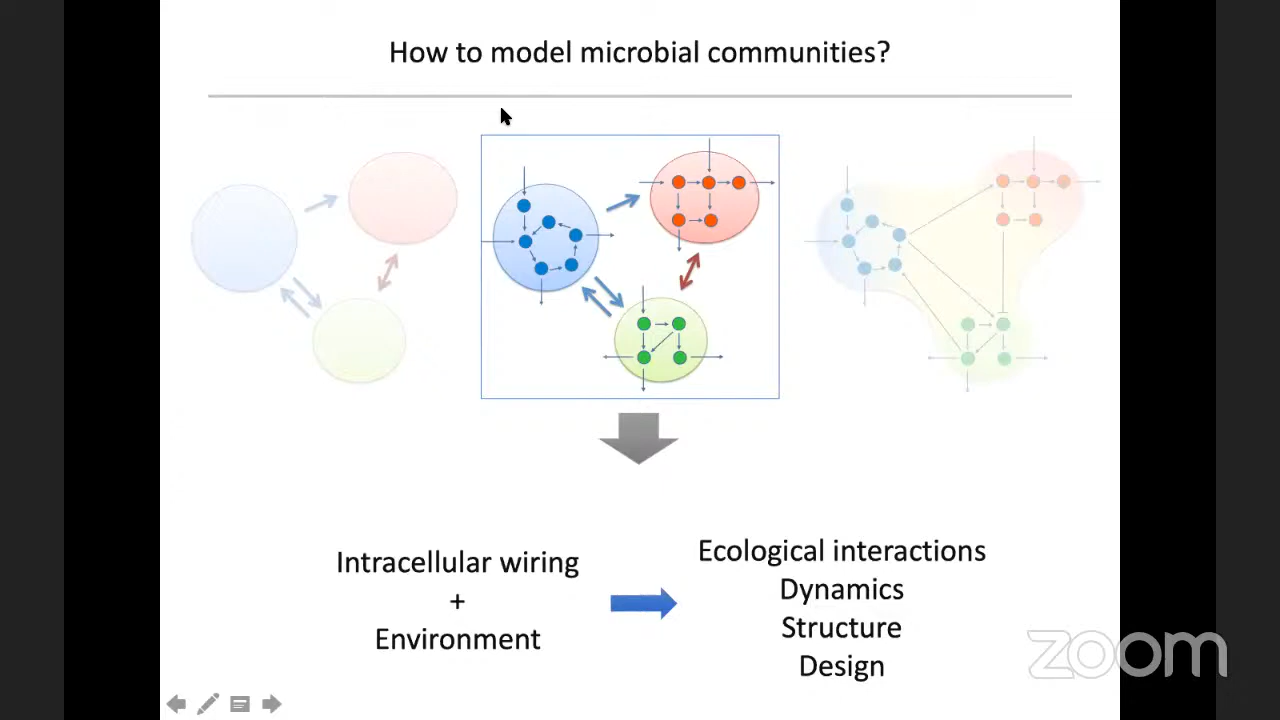 How to model microbial communities?
Intracellular wiring
+
Environment
Ecological interactions
Dynamics
Structure
Design
zoom